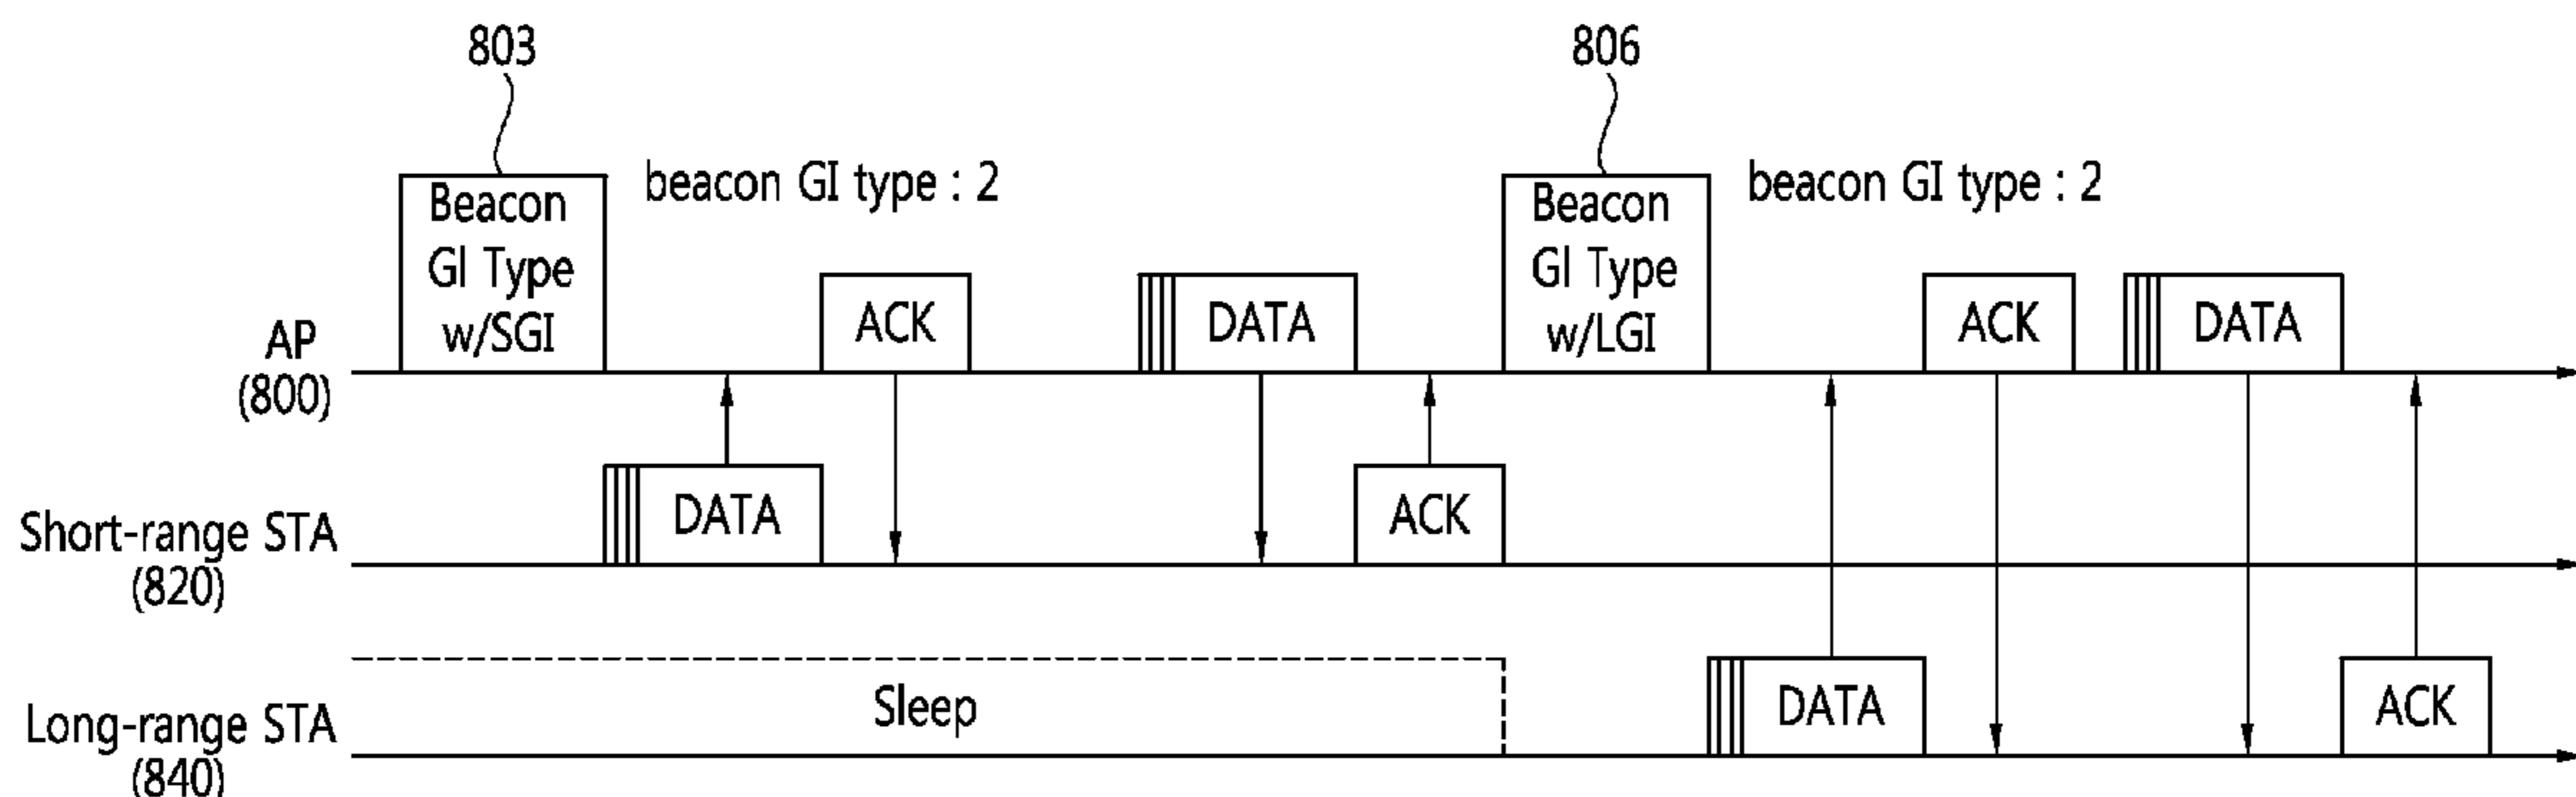 803
806
Beacon
GI Type
w/SGI
beacon GI type : 2
Beacon
GI Type
w/LGI
beacon GI type : 2
ACK
DATA
ACK
DATA
AP
(800)
DATA
ACK
Short-range STA
(820)
Sleep
DATA
ACK
Long-range STA
(840)